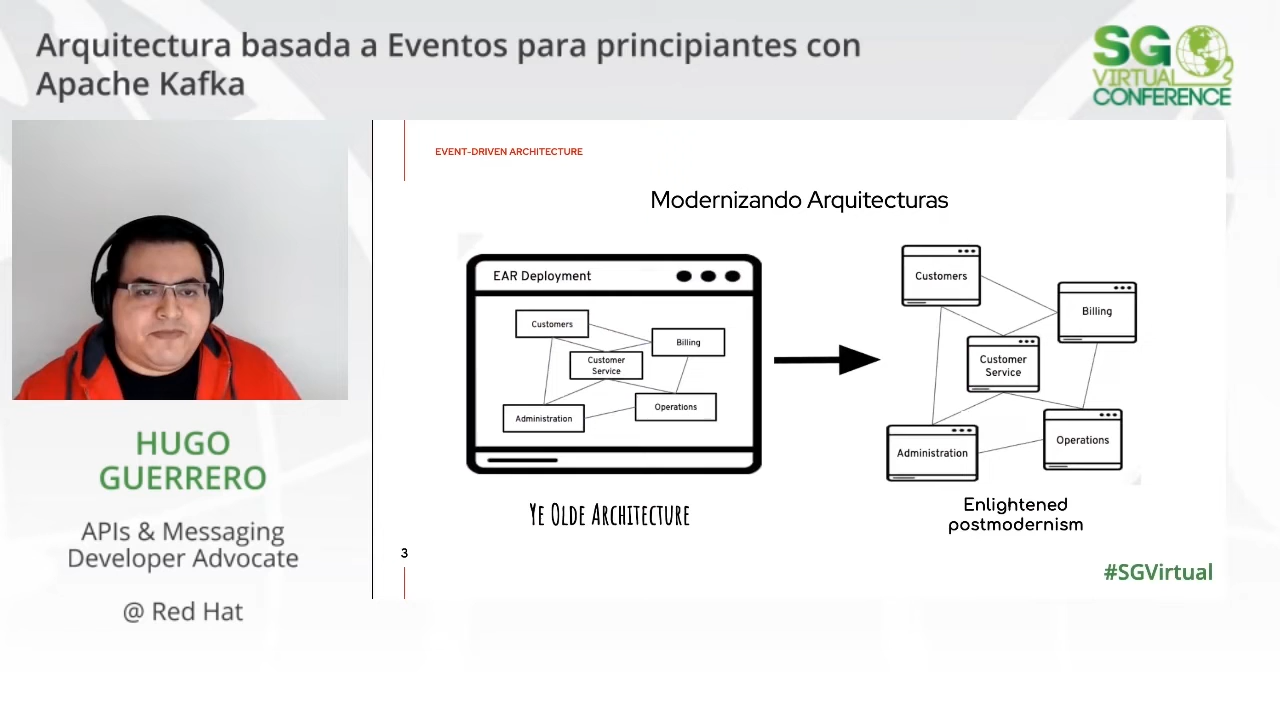 Arquitectura basada a Eventos para principiantes con
Apache Kafka
SG
VIRTUAL
CONFERENCE
EVENT-DRIVEN ARCHITECTURE
Modernizando Arquitecturas
EAR Deployment
Customers
Billing
Customer
Service
Administration
Operations
Customers
Billing
Customer
Service
Administration
Operations
Ye Olde Architecture
Enlightened
postmodernism
3
#SGVirtual
HUGO
GUERRERO
APIs & Messaging
Developer Advocate
@ Red Hat